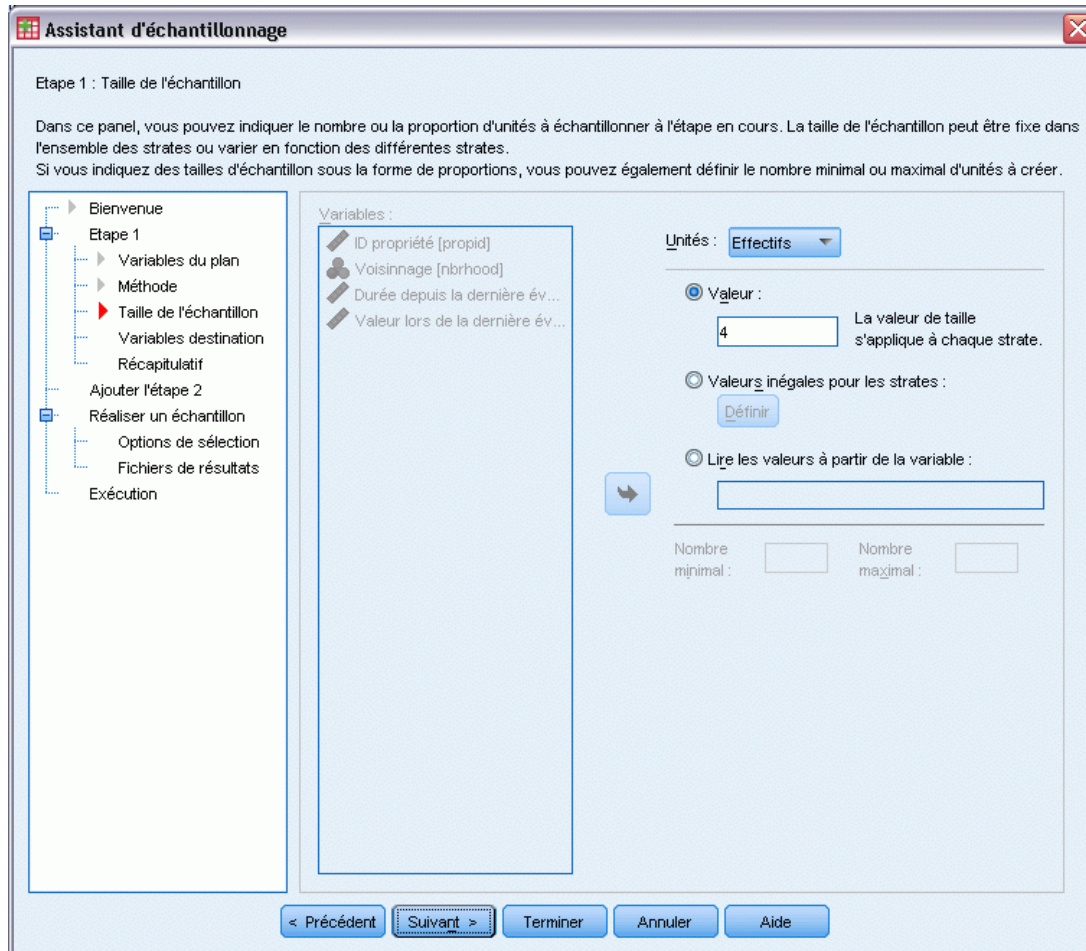 Assistant d'échantillonnage
Etape 1 : Taille de l'échantillon
Dans ce panel, vous pouvez indiquer le nombre ou la proportion d'unités à échantillonner à l'étape en cours. La taille de l'échantillon peut être fixe dans
l'ensemble des strates ou varier en fonction des différentes strates.
Si vous indiquez des tailles d'échantillon sous la forme de proportions, vous pouvez également définir le nombre minimal ou maximal d'unités à créer.
Bienvenue
Etape 1
Variables du plan
Méthode
Taille de l'échantillon
Variables destination
Récapitulatif
Ajouter l'étape 2
Réaliser un échantillon
Options de sélection
Fichiers de résultats
Exécution
Variables :
ID propriété [propid]
Voisinnage [nbrhood]
Durée depuis la dernière év...
Valeur lors de la dernière év...
Unités : Effectifs
Valeur :
4
La valeur de taille
s'applique à chaque strate.
Valeurs inégales pour les strates :
Définir
Lire les valeurs à partir de la variable :
Nombre
minimal :
Nombre
maximal :
< Précédent
Suivant >
Terminer
Annuler
Aide